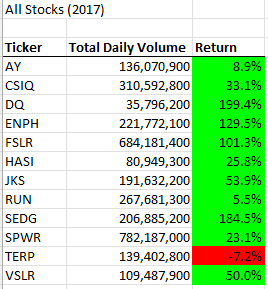 All Stocks (2017)
Ticker Total Daily Volume Return
AY 136,070,900 8.9%
CSIQ 310,592,800 33.1%
DQ 35,796,200 199.4%
ENPH 221,772,100 129.5%
FSLR 684,181,400 101.3%
HASI 80,949,300 25.8%
JKS 191,632,200 53.9%
RUN 267,681,300 5.5%
SEDG 206,885,200 184.5%
SPWR 782,187,000 23.1%
TERP 139,402,800 -7.2%
VSLR 109,487,900 50.0%